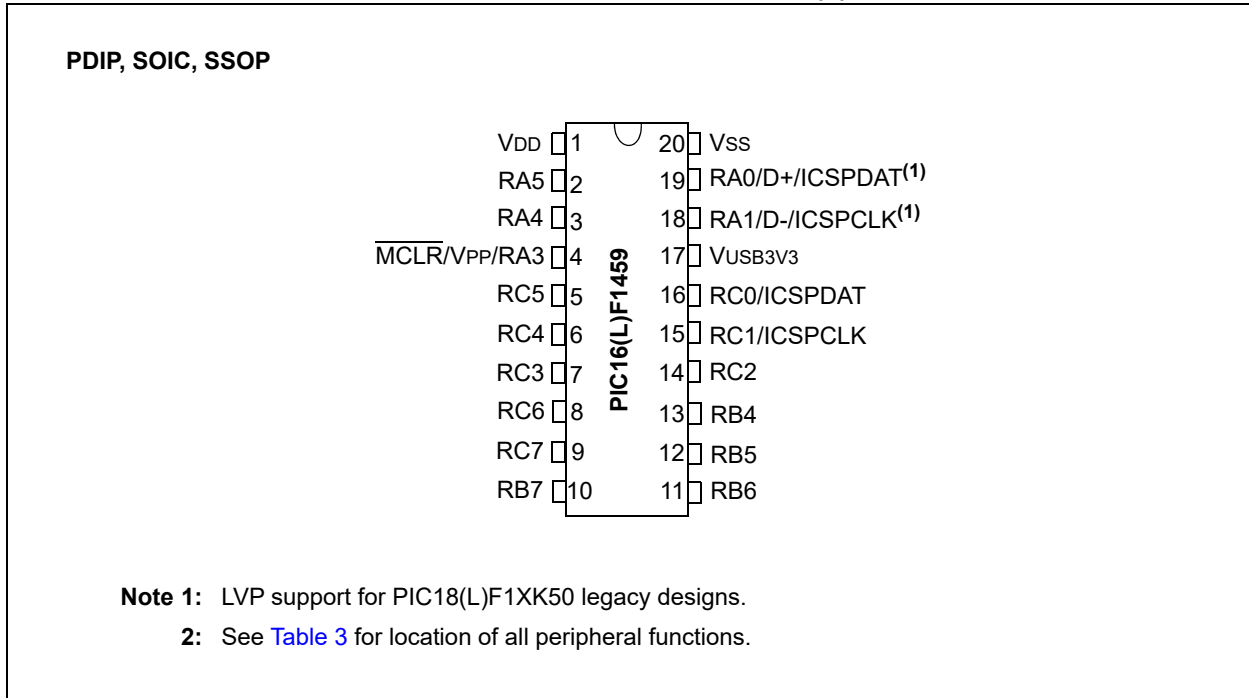 PDIP, SOIC, SSOP
VDD 1 20 VSS
RA5 2 19 RA0/D+/ICSPDAT(1)
RA4 3 18 RA1/D-/ICSPCLK(1)
MCLR/VPP/RA3 4 17 VUSB3V3
RC5 5 16 RC0/ICSPDAT
RC4 6 15 RC1/ICSPCLK
RC3 7 14 RC2
RC6 8 13 RB4
RC7 9 12 RB5
RB7 10 11 RB6
PIC16(L)F1459
Note 1: LVP support for PIC18(L)F1XK50 legacy designs.
2: See Table 3 for location of all peripheral functions.